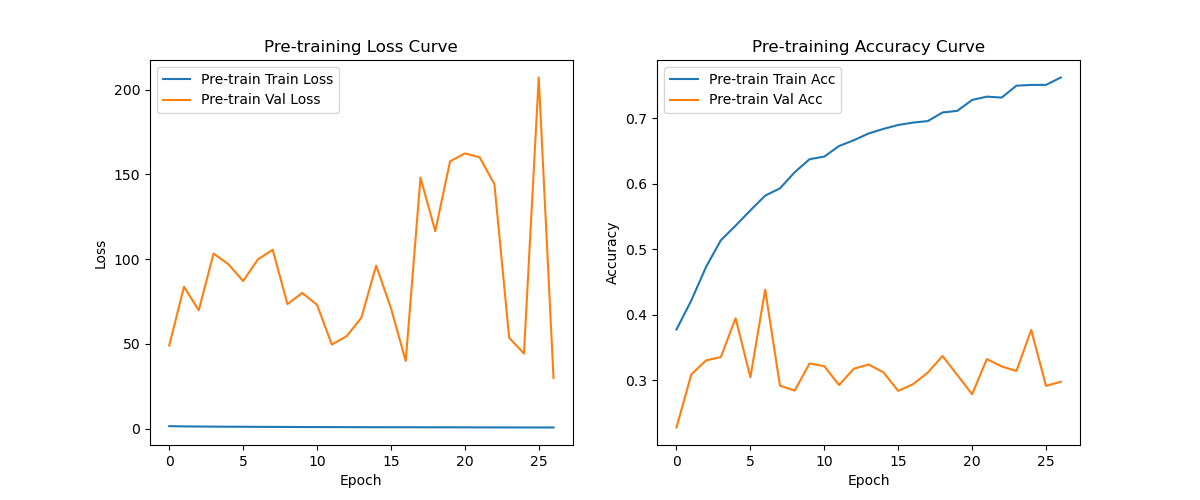 Pre-training Loss Curve
Pre-train Train Loss
Pre-train Val Loss
Loss
200
150
100
50
0
0 5 10 15 20 25
Epoch
Pre-training Accuracy Curve
Pre-train Train Acc
Pre-train Val Acc
Accuracy
0.7
0.6
0.5
0.4
0.3
0 5 10 15 20 25
Epoch